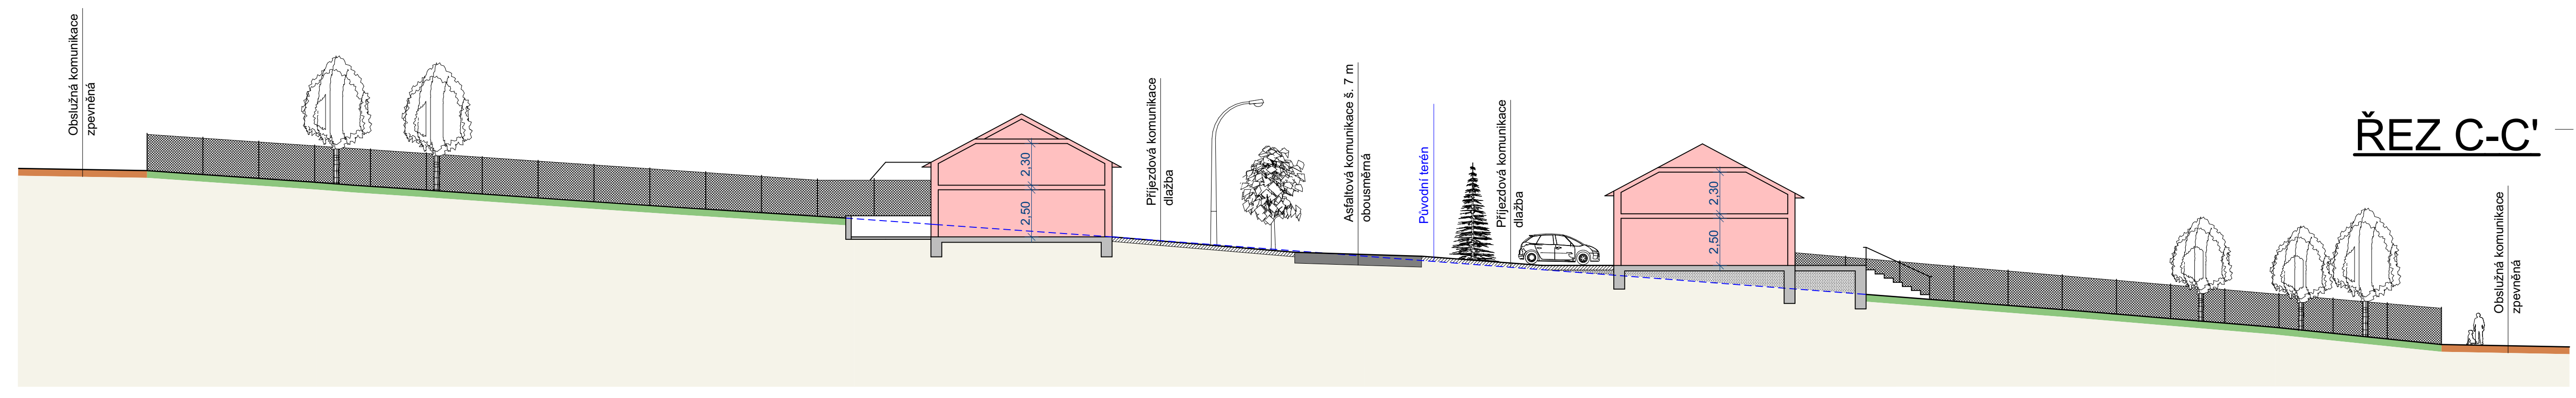 Obslužná komunikace
zpevněná
2,30
2,50
Příjezdová komunikace
dlažba
Asfaltová komunikace š. 7 m
obousměrná
Původní terén
Příjezdová komunikace
dlažba
2,30
2,50
ŘEZ C-C'
Obslužná komunikace
zpevněná